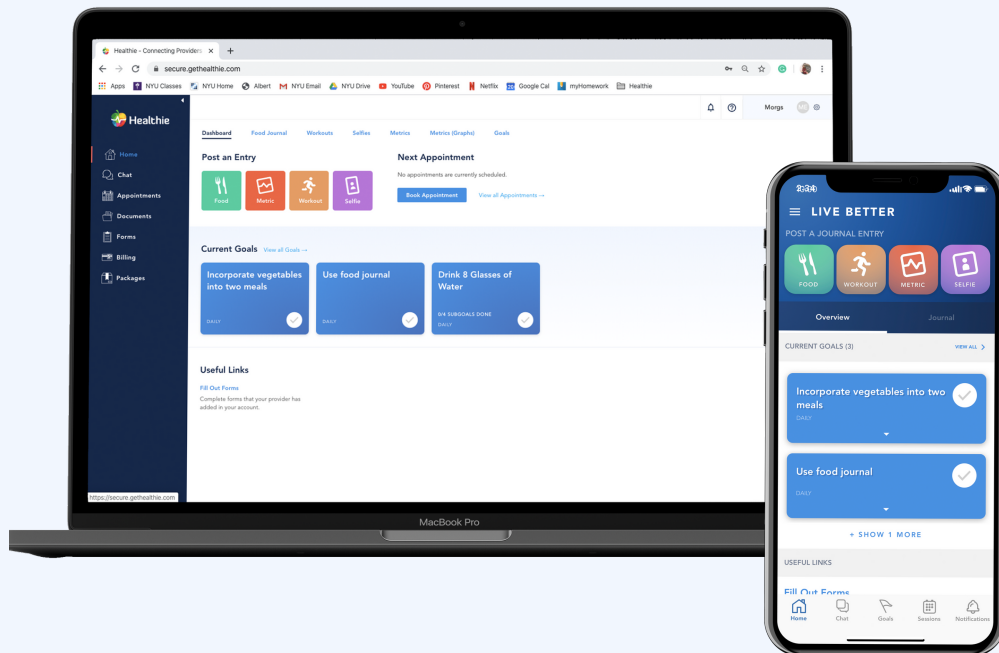 Healthie - Connecting Providers
secure.gethealthie.com
Apps
NYU Classes
NYU Home
Albert
NYU Email
NYU Drive
YouTube
Pinterest
Netflix
Google Cal
myHomework
Healthie
Healthie
Home
Chat
Appointments
Documents
Forms
Billing
Packages
https://secure.gethealthie.com
Morgs
Dashboard
Food Journal
Workouts
Selfies
Metrics
Metrics (Graphs)
Goals
Post an Entry
Food
Metric
Workout
Selfie
Next Appointment
No appointments are currently scheduled.
Book Appointment
View all Appointments →
Current Goals View all Goals →
Incorporate vegetables
into two meals
DAILY
Use food journal
DAILY
Drink 8 Glasses of
Water
0/4 SUBGOALS DONE
DAILY
Useful Links
Fill Out Forms
Complete forms that your provider has
added in your account.
MacBook Pro
LIVE BETTER
POST A JOURNAL ENTRY
FOOD
WORKOUT
METRIC
SELFIE
Overview
Journal
CURRENT GOALS (3)
VIEW ALL
Incorporate vegetables into two
meals
DAILY
Use food journal
DAILY
+ SHOW 1 MORE
USEFUL LINKS
Fill Out Forms
Home
Chat
Goals
Sessions
Notifications